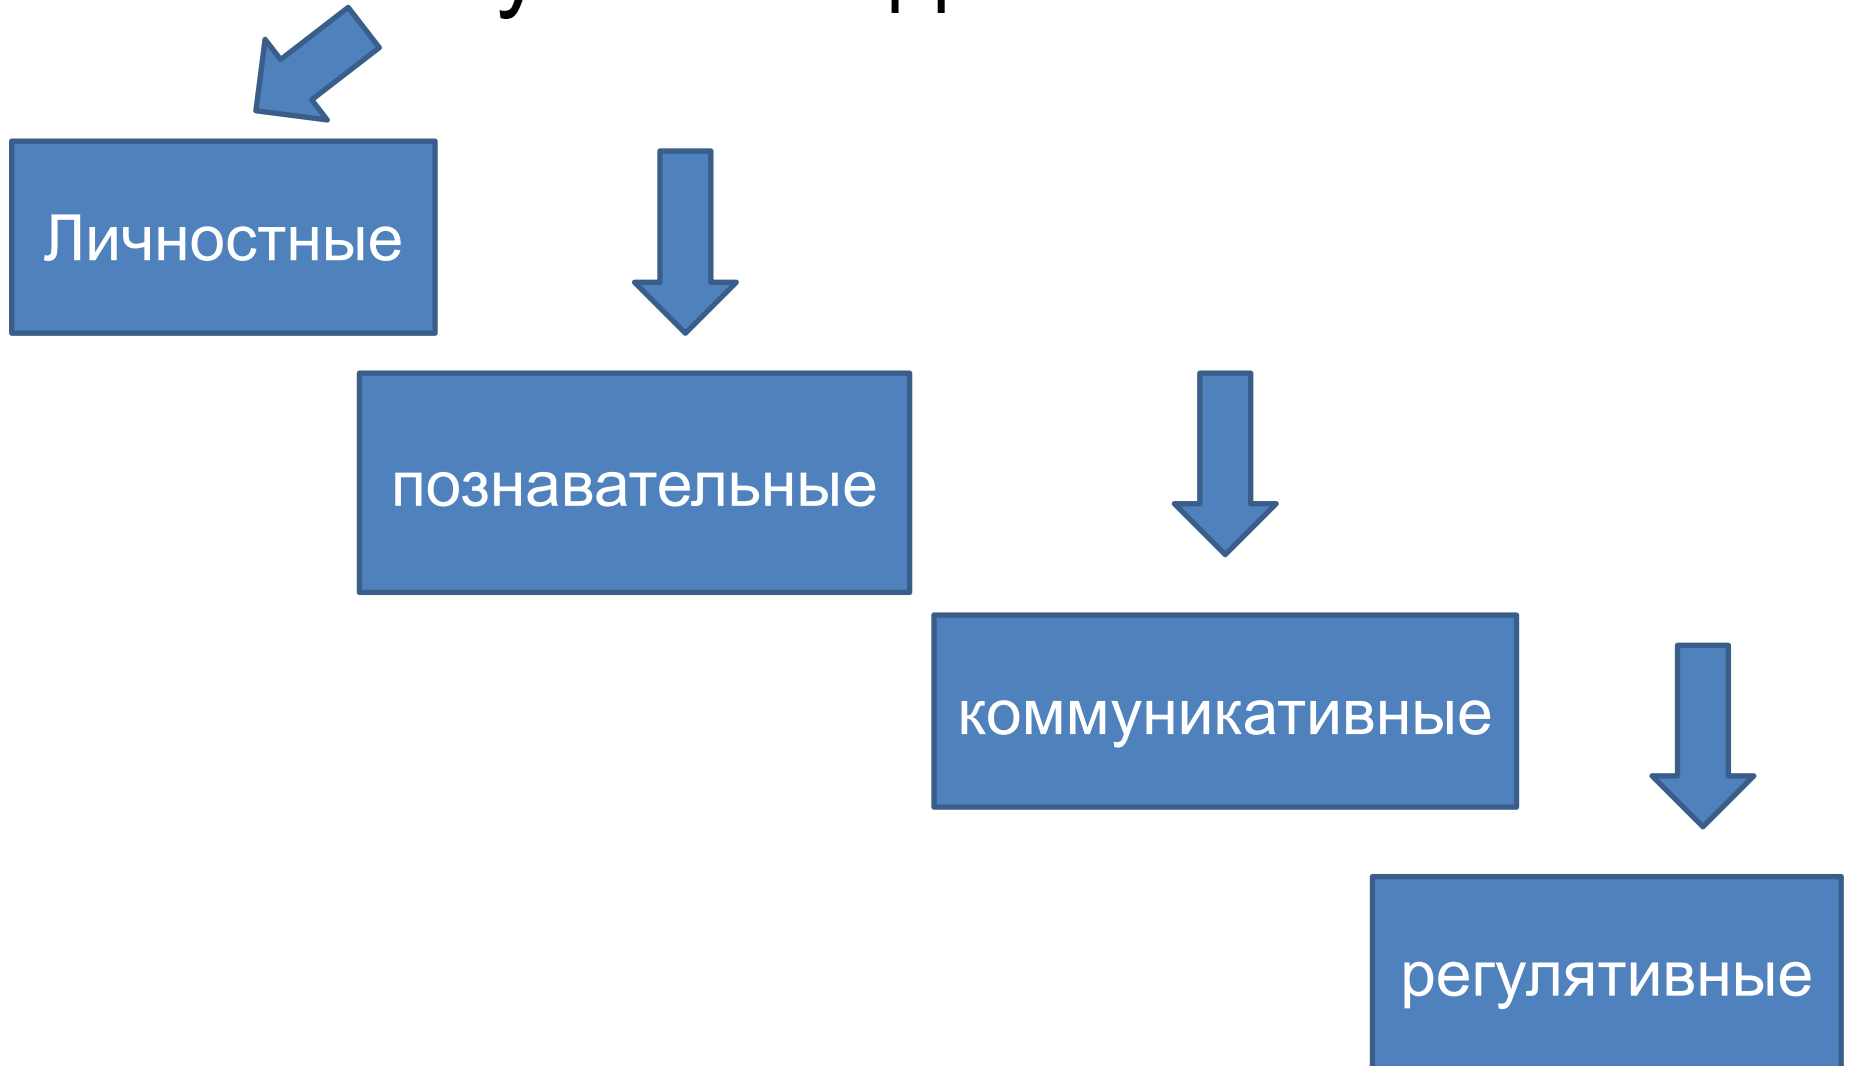 Личностные
познавательные
коммуникативные
регулятивные